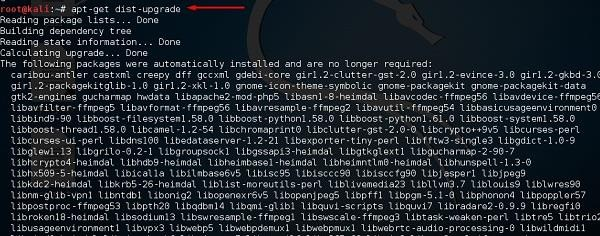 root@kali:~# apt-get dist-upgrade
Reading package lists... Done
Building dependency tree
Reading state information... Done
Calculating upgrade... Done
The following packages were automatically installed and are no longer required:
caribou-antler castxml creepy dff gccxml gdebi-core gir1.2-clutter-gst-2.0 gir1.2-evince-3.0 gir1.2-gkbd-3.0
gir1.2-packagekitglib-1.0 gir1.2-xkl-1.0 gnome-icon-theme-symbolic gnome-packagekit gnome-packagekit-data
gtk2-engines gucharmap hwdata libapache2-mod-php5 libasn1-8-heimdal libavcodec-ffmpeg56 libavdevice-ffmpeg56
libavfilter-ffmpeg5 libavformat-ffmpeg56 libavresample-ffmpeg2 libavutil-ffmpeg54 libbasicusageenvironment0
libbind9-90 libboost-filesystem1.58.0 libboost-python1.58.0 libboost-python1.61.0 libboost-system1.58.0
libboost-thread1.58.0 libcamel-1.2-54 libchromaprint0 libclutter-gst-2.0-0 libcrypto++9v5 libcurses-perl
libcurses-ui-perl libdns100 libedataserver-1.2-21 libexporter-tiny-perl libfftw3-single3 libgdict-1.0-9
libglew1.13 libgrilo-0.2-1 libgroupsock1 libgssapi3-heimdal libgtkglext1 libgucharmap-2-90-7
libhcrypto4-heimdal libhdb9-heimdal libheimbase1-heimdal libheimntlm0-heimdal libhunspell-1.3-0
libhx509-5-heimdal libical1a libilmbase6v5 libisc95 libisccc90 libisccfg90 libjasper1 libjpeg9
libkdc2-heimdal libkrb5-26-heimdal liblist-moreutils-perl liblivemedia23 libllvm3.7 liblouis9 liblwres90
libnm-glib-vpn1 libntdb1 libonig2 libopenexr6v5 libopenjpeg5 libpff1 libpgm-5.1-0 libphonon4 libpoppler57
libpostproc-ffmpeg53 libpth20 libqdbm14 libqmi-glib1 libquvi-scripts libquvi7 libradare2-0.9.9 libregfi0
libroken18-heimdal libsodium13 libswresample-ffmpeg1 libswscale-ffmpeg3 libtask-weaken-perl libtre5 libtrio2
libusageenvironment1 libvpx3 libwebp5 libwebpdemux1 libwebpmux1 libwebrtc-audio-processing-0 libwildmidi1